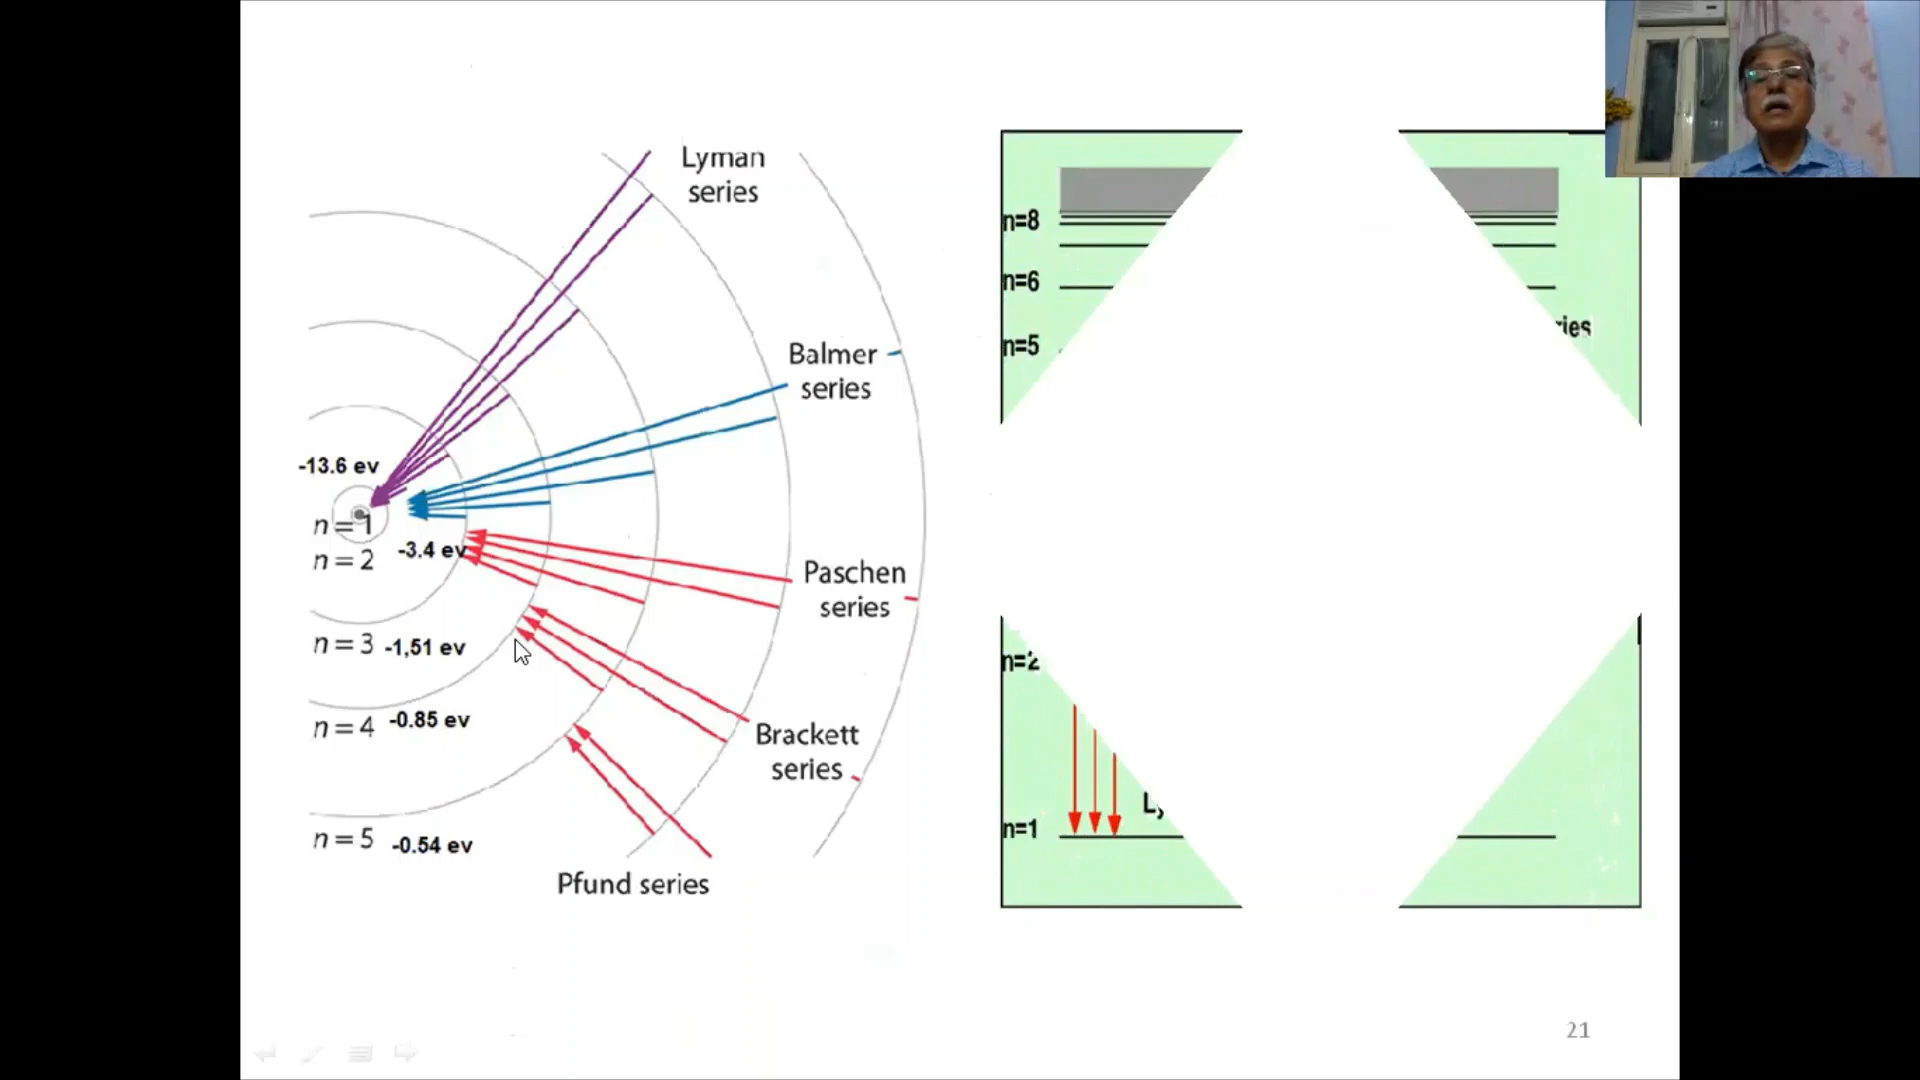 Lyman
series
Balmer
series
-13.6 ev
n = 1
n = 2
-3.4 ev
Paschen
series
n = 3
-1,51 ev
n = 4
-0.85 ev
Brackett
series
n = 5
-0.54 ev
Pfund series
n=8
n=6
n=5
n=2
n=1
21